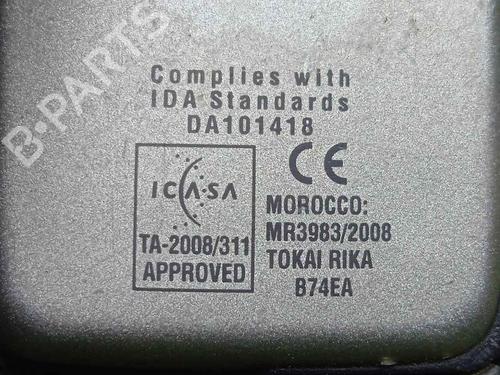 B-PARTS
Complies with
IDA Standards
DA101418
ICASA
TA-2008/311
APPROVED
CE
MOROCCO:
MR3983/2008
TOKAI RIKA
B74EA